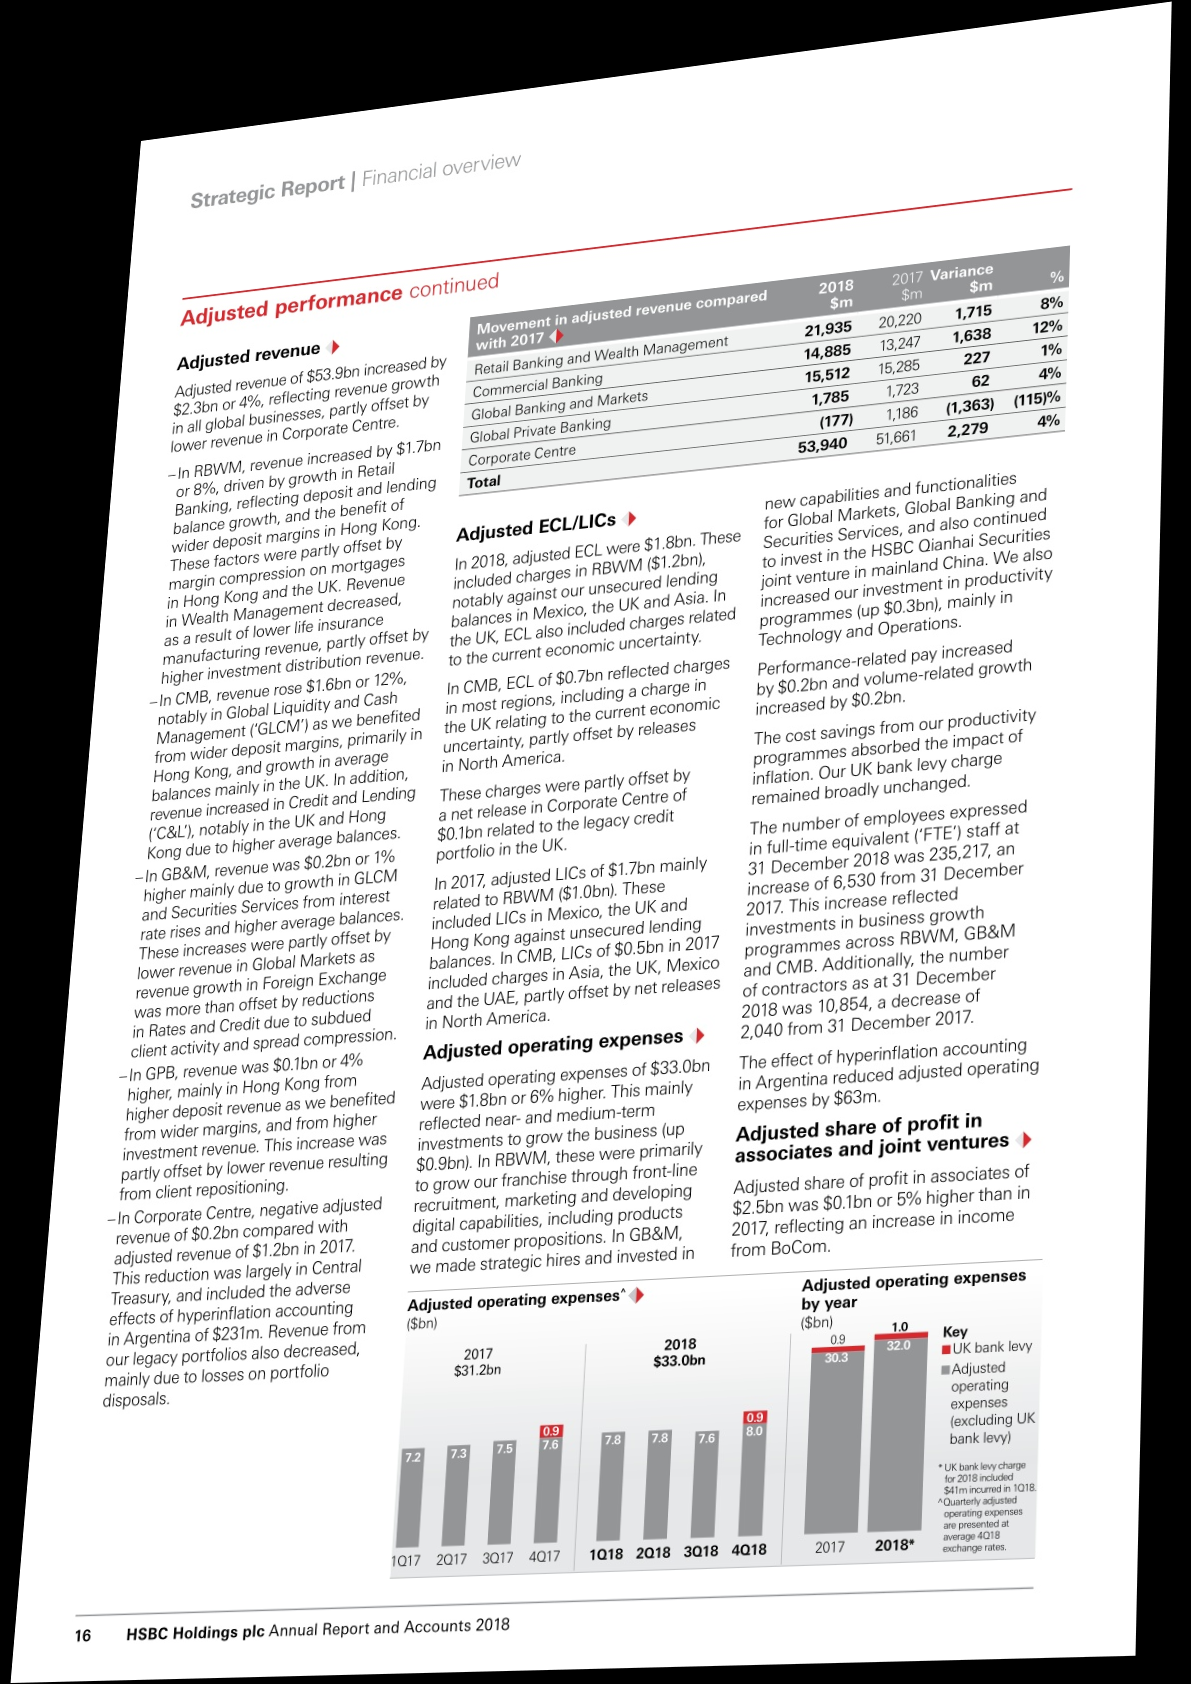 Strategic Report | Financial overview
Adjusted performance continued
Adjusted revenue
Adjusted revenue of $53.9bn increased by
$2.3bn or 4%, reflecting revenue growth
in all global businesses, partly offset by
lower revenue in Corporate Centre.
–In RBWM, revenue increased by $1.7bn
or 8%, driven by growth in Retail
Banking, reflecting deposit and lending
balance growth, and the benefit of
wider deposit margins in Hong Kong.
These factors were partly offset by
margin compression on mortgages
in Hong Kong and the UK. Revenue
in Wealth Management decreased,
as a result of lower life insurance
manufacturing revenue, partly offset by
higher investment distribution revenue.
–In CMB, revenue rose $1.6bn or 12%,
notably in Global Liquidity and Cash
Management (‘GLCM’) as we benefited
from wider deposit margins, primarily in
Hong Kong, and growth in average
balances mainly in the UK. In addition,
revenue increased in Credit and Lending
(‘C&L’), notably in the UK and Hong
Kong due to higher average balances.
–In GB&M, revenue was $0.2bn or 1%
higher mainly due to growth in GLCM
and Securities Services from interest
rate rises and higher average balances.
These increases were partly offset by
lower revenue in Global Markets as
revenue growth in Foreign Exchange
was more than offset by reductions
in Rates and Credit due to subdued
client activity and spread compression.
–In GPB, revenue was $0.1bn or 4%
higher, mainly in Hong Kong from
higher deposit revenue as we benefited
from wider margins, and from higher
investment revenue. This increase was
partly offset by lower revenue resulting
from client repositioning.
–In Corporate Centre, negative adjusted
revenue of $0.2bn compared with
adjusted revenue of $1.2bn in 2017.
This reduction was largely in Central
Treasury, and included the adverse
effects of hyperinflation accounting
in Argentina of $231m. Revenue from
our legacy portfolios also decreased,
mainly due to losses on portfolio
disposals.
Movement in adjusted revenue compared
with 2017
2018 $m 2017 $m Variance $m %
Retail Banking and Wealth Management 21,935 20,220 1,715 8%
Commercial Banking 14,885 13,247 1,638 12%
Global Banking and Markets 15,512 15,285 227 1%
Global Private Banking 1,785 1,723 62 4%
Corporate Centre (177) 1,186 (1,363) (115)%
Total 53,940 51,661 2,279 4%
Adjusted ECL/LICs
In 2018, adjusted ECL were $1.8bn. These
included charges in RBWM ($1.2bn),
notably against our unsecured lending
balances in Mexico, the UK and Asia. In
the UK, ECL also included charges related
to the current economic uncertainty.
In CMB, ECL of $0.7bn reflected charges
in most regions, including a charge in
the UK relating to the current economic
uncertainty, partly offset by releases
in North America.
These charges were partly offset by
a net release in Corporate Centre of
$0.1bn related to the legacy credit
portfolio in the UK.
In 2017, adjusted LICs of $1.7bn mainly
related to RBWM ($1.0bn). These
included LICs in Mexico, the UK and
Hong Kong against unsecured lending
balances. In CMB, LICs of $0.5bn in 2017
included charges in Asia, the UK, Mexico
and the UAE, partly offset by net releases
in North America.
Adjusted operating expenses
Adjusted operating expenses of $33.0bn
were $1.8bn or 6% higher. This mainly
reflected near- and medium-term
investments to grow the business (up
$0.9bn). In RBWM, these were primarily
to grow our franchise through front-line
recruitment, marketing and developing
digital capabilities, including products
and customer propositions. In GB&M,
we made strategic hires and invested in
new capabilities and functionalities
for Global Markets, Global Banking and
Securities Services, and also continued
to invest in the HSBC Qianhai Securities
joint venture in mainland China. We also
increased our investment in productivity
programmes (up $0.3bn), mainly in
Technology and Operations.
Performance-related pay increased
by $0.2bn and volume-related growth
increased by $0.2bn.
The cost savings from our productivity
programmes absorbed the impact of
inflation. Our UK bank levy charge
remained broadly unchanged.
The number of employees expressed
in full-time equivalent (‘FTE’) staff at
31 December 2018 was 235,217, an
increase of 6,530 from 31 December
2017. This increase reflected
investments in business growth
programmes across RBWM, GB&M
and CMB. Additionally, the number
of contractors as at 31 December
2018 was 10,854, a decrease of
2,040 from 31 December 2017.
The effect of hyperinflation accounting
in Argentina reduced adjusted operating
expenses by $63m.
Adjusted share of profit in
associates and joint ventures
Adjusted share of profit in associates of
$2.5bn was $0.1bn or 5% higher than in
2017, reflecting an increase in income
from BoCom.
Adjusted operating expenses^
($bn)
2017
$31.2bn
2018
$33.0bn
0.9
0.9
7.2 7.3 7.5 7.6 7.8 7.8 7.6 8.0
1Q17 2Q17 3Q17 4Q17 1Q18 2Q18 3Q18 4Q18
Adjusted operating expenses
by year
($bn)
0.9 1.0
30.3 32.0
2017 2018*
Key
UK bank levy
Adjusted
operating
expenses
(excluding UK
bank levy)
* UK bank levy charge
for 2018 included
$41m incurred in 1Q18.
^Quarterly adjusted
operating expenses
are presented at
average 4Q18
exchange rates.
16 HSBC Holdings plc Annual Report and Accounts 2018